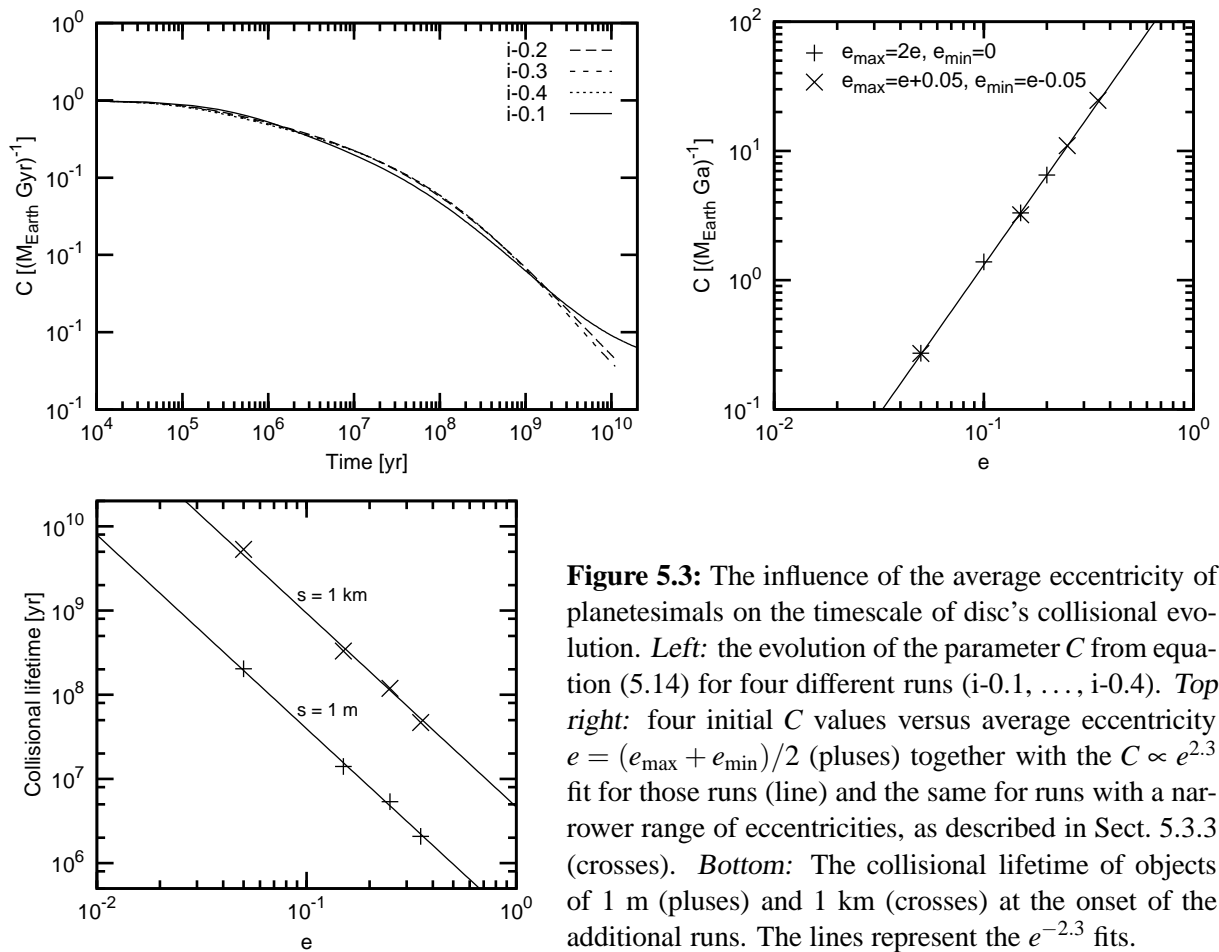 10^0
10^0
10^-1
10^-1
10^-1
10^-1
C [(M_Earth Gyr)^-1]
10^4 10^5 10^6 10^7 10^8 10^9 10^10
Time [yr]
i-0.2
i-0.3
i-0.4
i-0.1
10^2
10^1
10^0
10^-1
C [(M_Earth Ga)^-1]
10^-2 10^-1 10^0
e
e_max=2e, e_min=0
e_max=e+0.05, e_min=e-0.05
10^10
10^9
10^8
10^7
10^6
Collisional lifetime [yr]
10^-2 10^-1 10^0
e
s = 1 km
s = 1 m
Figure 5.3: The influence of the average eccentricity of
planetesimals on the timescale of disc's collisional evo-
lution. Left: the evolution of the parameter C from equa-
tion (5.14) for four different runs (i-0.1, ..., i-0.4). Top
right: four initial C values versus average eccentricity
e = (e_max + e_min)/2 (pluses) together with the C ∝ e^2.3
fit for those runs (line) and the same for runs with a nar-
rower range of eccentricities, as described in Sect. 5.3.3
(crosses). Bottom: The collisional lifetime of objects
of 1 m (pluses) and 1 km (crosses) at the onset of the
additional runs. The lines represent the e^−2.3 fits.